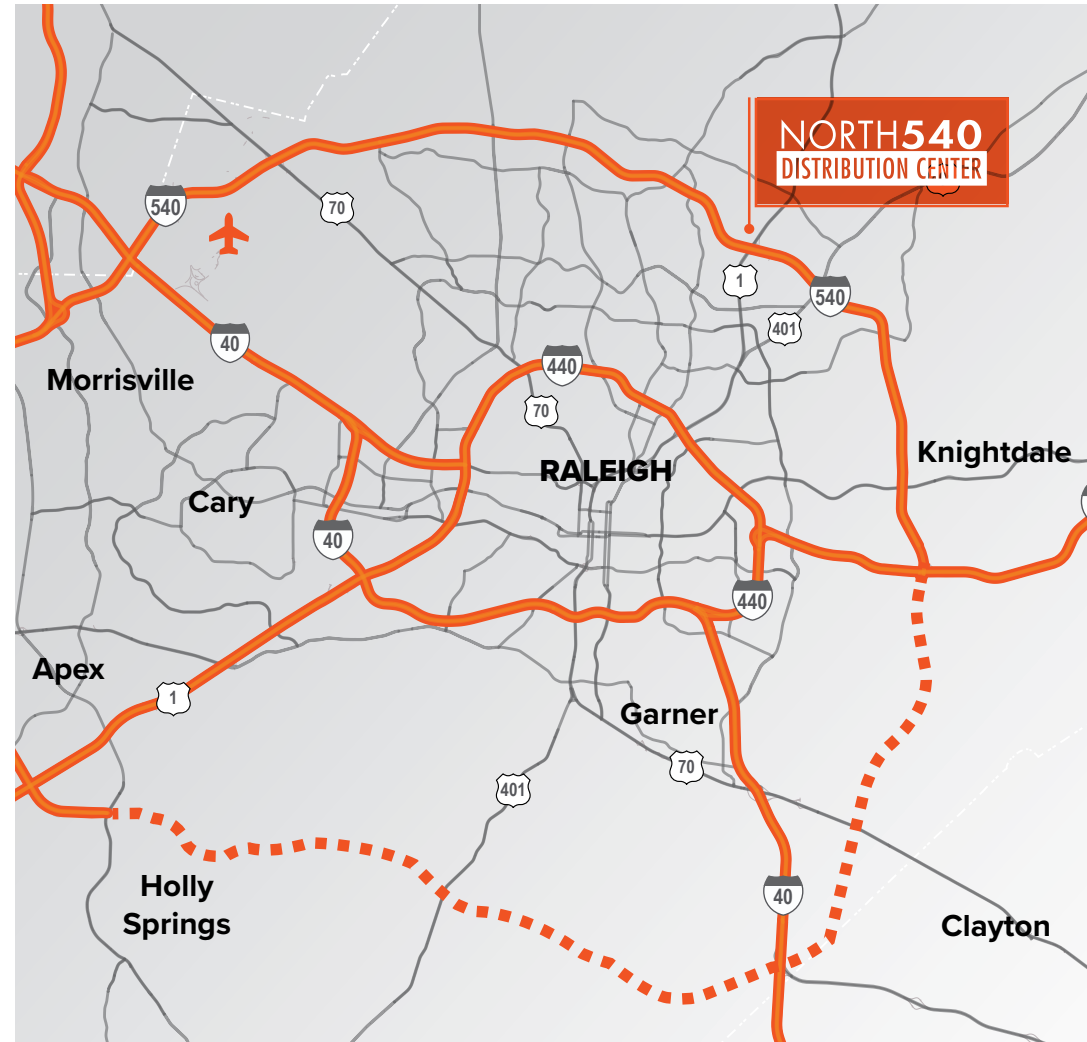 NORTH540
DISTRIBUTION CENTER
540
70
1
540
401
40
440
Morrisville
70
Knightdale
RALEIGH
Cary
40
440
Apex
1
Garner
70
401
Holly
Springs
40
Clayton